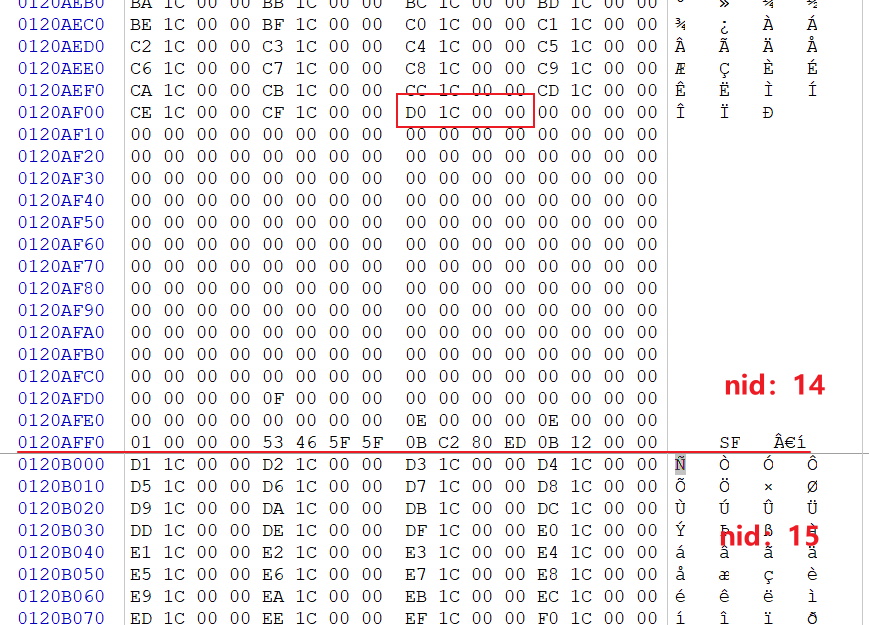 0120AEB0 BA 1C 00 00 BB 1C 00 00 BC 1C 00 00 BD 1C 00 00 º » ¼ ½
0120AEC0 BE 1C 00 00 BF 1C 00 00 C0 1C 00 00 C1 1C 00 00 ¾ ¿ À Á
0120AED0 C2 1C 00 00 C3 1C 00 00 C4 1C 00 00 C5 1C 00 00 Â Ã Ä Å
0120AEE0 C6 1C 00 00 C7 1C 00 00 C8 1C 00 00 C9 1C 00 00 Æ Ç È É
0120AEF0 CA 1C 00 00 CB 1C 00 00 CC 1C 00 00 CD 1C 00 00 Ê Ë Ì Í
0120AF00 CE 1C 00 00 CF 1C 00 00 D0 1C 00 00 00 00 00 00 Î Ï Ð
0120AF10 00 00 00 00 00 00 00 00 00 00 00 00 00 00 00 00
0120AF20 00 00 00 00 00 00 00 00 00 00 00 00 00 00 00 00
0120AF30 00 00 00 00 00 00 00 00 00 00 00 00 00 00 00 00
0120AF40 00 00 00 00 00 00 00 00 00 00 00 00 00 00 00 00
0120AF50 00 00 00 00 00 00 00 00 00 00 00 00 00 00 00 00
0120AF60 00 00 00 00 00 00 00 00 00 00 00 00 00 00 00 00
0120AF70 00 00 00 00 00 00 00 00 00 00 00 00 00 00 00 00
0120AF80 00 00 00 00 00 00 00 00 00 00 00 00 00 00 00 00
0120AF90 00 00 00 00 00 00 00 00 00 00 00 00 00 00 00 00
0120AFA0 00 00 00 00 00 00 00 00 00 00 00 00 00 00 00 00
0120AFB0 00 00 00 00 00 00 00 00 00 00 00 00 00 00 00 00
0120AFC0 00 00 00 00 00 00 00 00 00 00 00 00 00 00 00 00
nid: 14
0120AFD0 00 00 00 00 0F 00 00 00 00 00 00 00 00 00 00 00
0120AFE0 00 00 00 00 00 00 00 00 0E 00 00 00 0E 00 00 00
0120AFF0 01 00 00 00 53 46 5F 5F 0B C2 80 ED 0B 12 00 00 SF Â€í
0120B000 D1 1C 00 00 D2 1C 00 00 D3 1C 00 00 D4 1C 00 00 Ñ Ò Ó Ô
0120B010 D5 1C 00 00 D6 1C 00 00 D7 1C 00 00 D8 1C 00 00 Õ Ö × Ø
0120B020 D9 1C 00 00 DA 1C 00 00 DB 1C 00 00 DC 1C 00 00 Ù Ú Û Ü
0120B030 DD 1C 00 00 DE 1C 00 00 DF 1C 00 00 E0 1C 00 00 Ý
nid: 15
0120B040 E1 1C 00 00 E2 1C 00 00 E3 1C 00 00 E4 1C 00 00 á â ã ä
0120B050 E5 1C 00 00 E6 1C 00 00 E7 1C 00 00 E8 1C 00 00 å æ ç è
0120B060 E9 1C 00 00 EA 1C 00 00 EB 1C 00 00 EC 1C 00 00 é ê ë ì
0120B070 ED 1C 00 00 EE 1C 00 00 EF 1C 00 00 F0 1C 00 00 í î ï ð